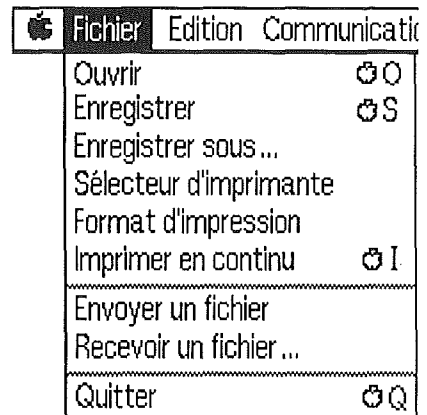 Fichier Edition Communicatio
Ouvrir O
Enregistrer S
Enregistrer sous...
Sélecteur d'imprimante
Format d'impression
Imprimer en continu I
Envoyer un fichier
Recevoir un fichier...
Quitter Q